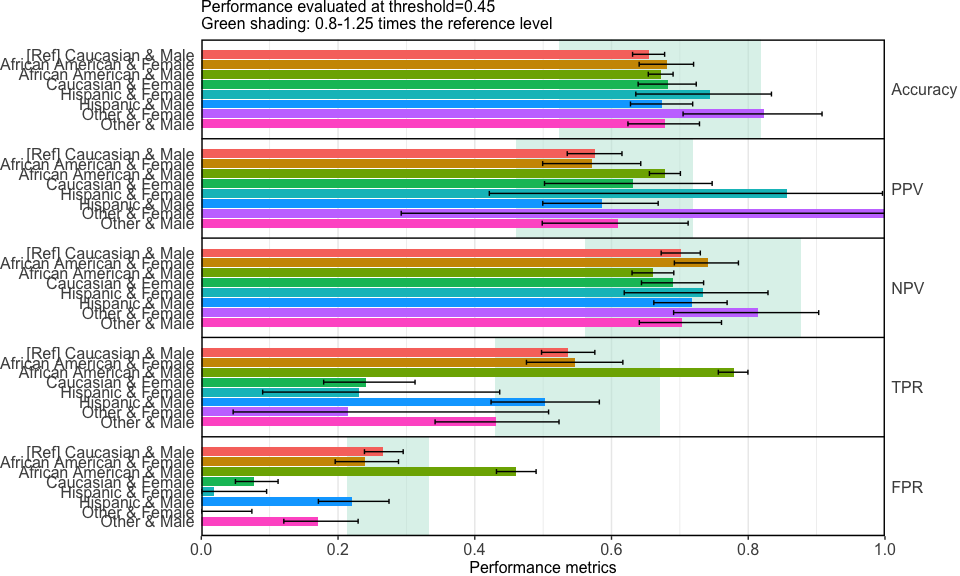 Performance evaluated at threshold=0.45
Green shading: 0.8-1.25 times the reference level
[Ref] Caucasian & Male
African American & Female
African American & Male
Caucasian & Female
Hispanic & Female
Hispanic & Male
Other & Female
Other & Male
Accuracy
[Ref] Caucasian & Male
African American & Female
African American & Male
Caucasian & Female
Hispanic & Female
Hispanic & Male
Other & Female
Other & Male
PPV
[Ref] Caucasian & Male
African American & Female
African American & Male
Caucasian & Female
Hispanic & Female
Hispanic & Male
Other & Female
Other & Male
NPV
[Ref] Caucasian & Male
African American & Female
African American & Male
Caucasian & Female
Hispanic & Female
Hispanic & Male
Other & Female
Other & Male
TPR
[Ref] Caucasian & Male
African American & Female
African American & Male
Caucasian & Female
Hispanic & Female
Hispanic & Male
Other & Female
Other & Male
FPR
0.0 0.2 0.4 0.6 0.8 1.0
Performance metrics